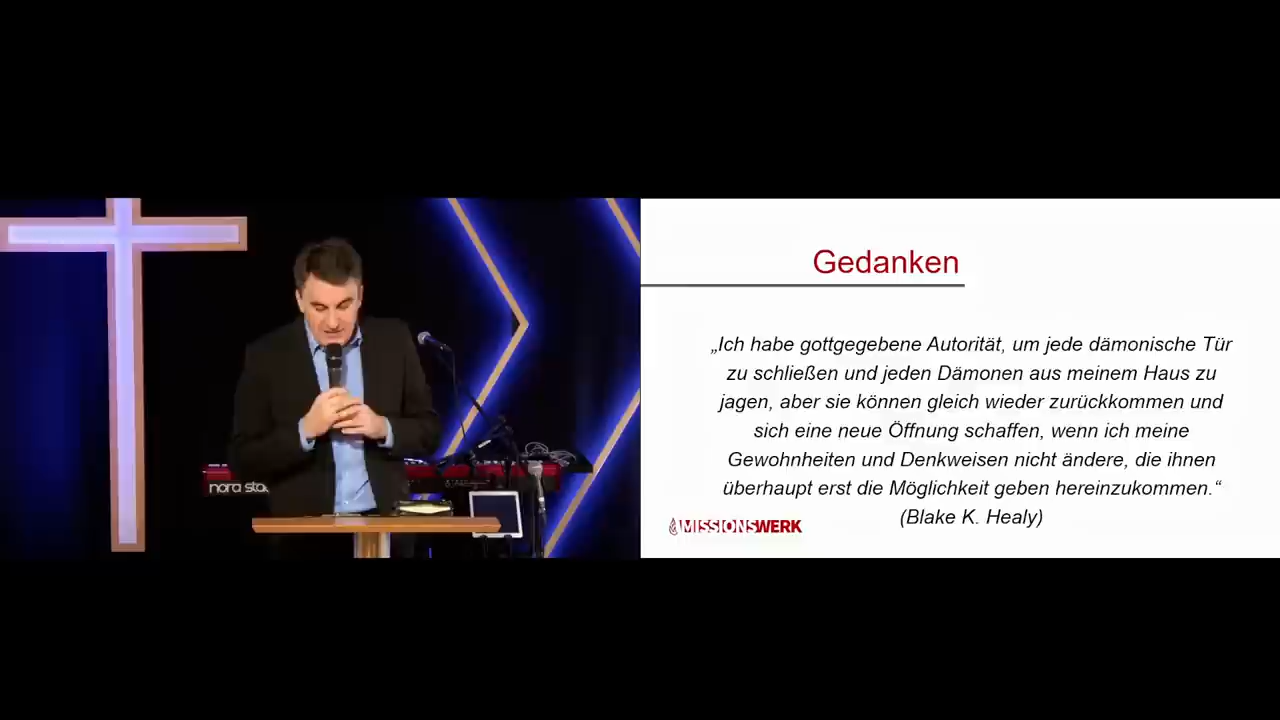 Gedanken
„Ich habe gottgegebene Autorität, um jede dämonische Tür
zu schließen und jeden Dämonen aus meinem Haus zu
jagen, aber sie können gleich wieder zurückkommen und
sich eine neue Öffnung schaffen, wenn ich meine
Gewohnheiten und Denkweisen nicht ändere, die ihnen
überhaupt erst die Möglichkeit geben hereinzukommen.“
(Blake K. Healy)
MISSIONSWERK
nora